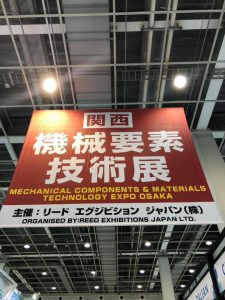 関西
機械要素
技術展
MECHANICAL COMPONENTS & MATERIALS
TECHNOLOGY EXPO OSAKA
主催：リード エグジビション ジャパン（株）
ORGANISED BY:REED EXHIBITIONS JAPAN LTD.